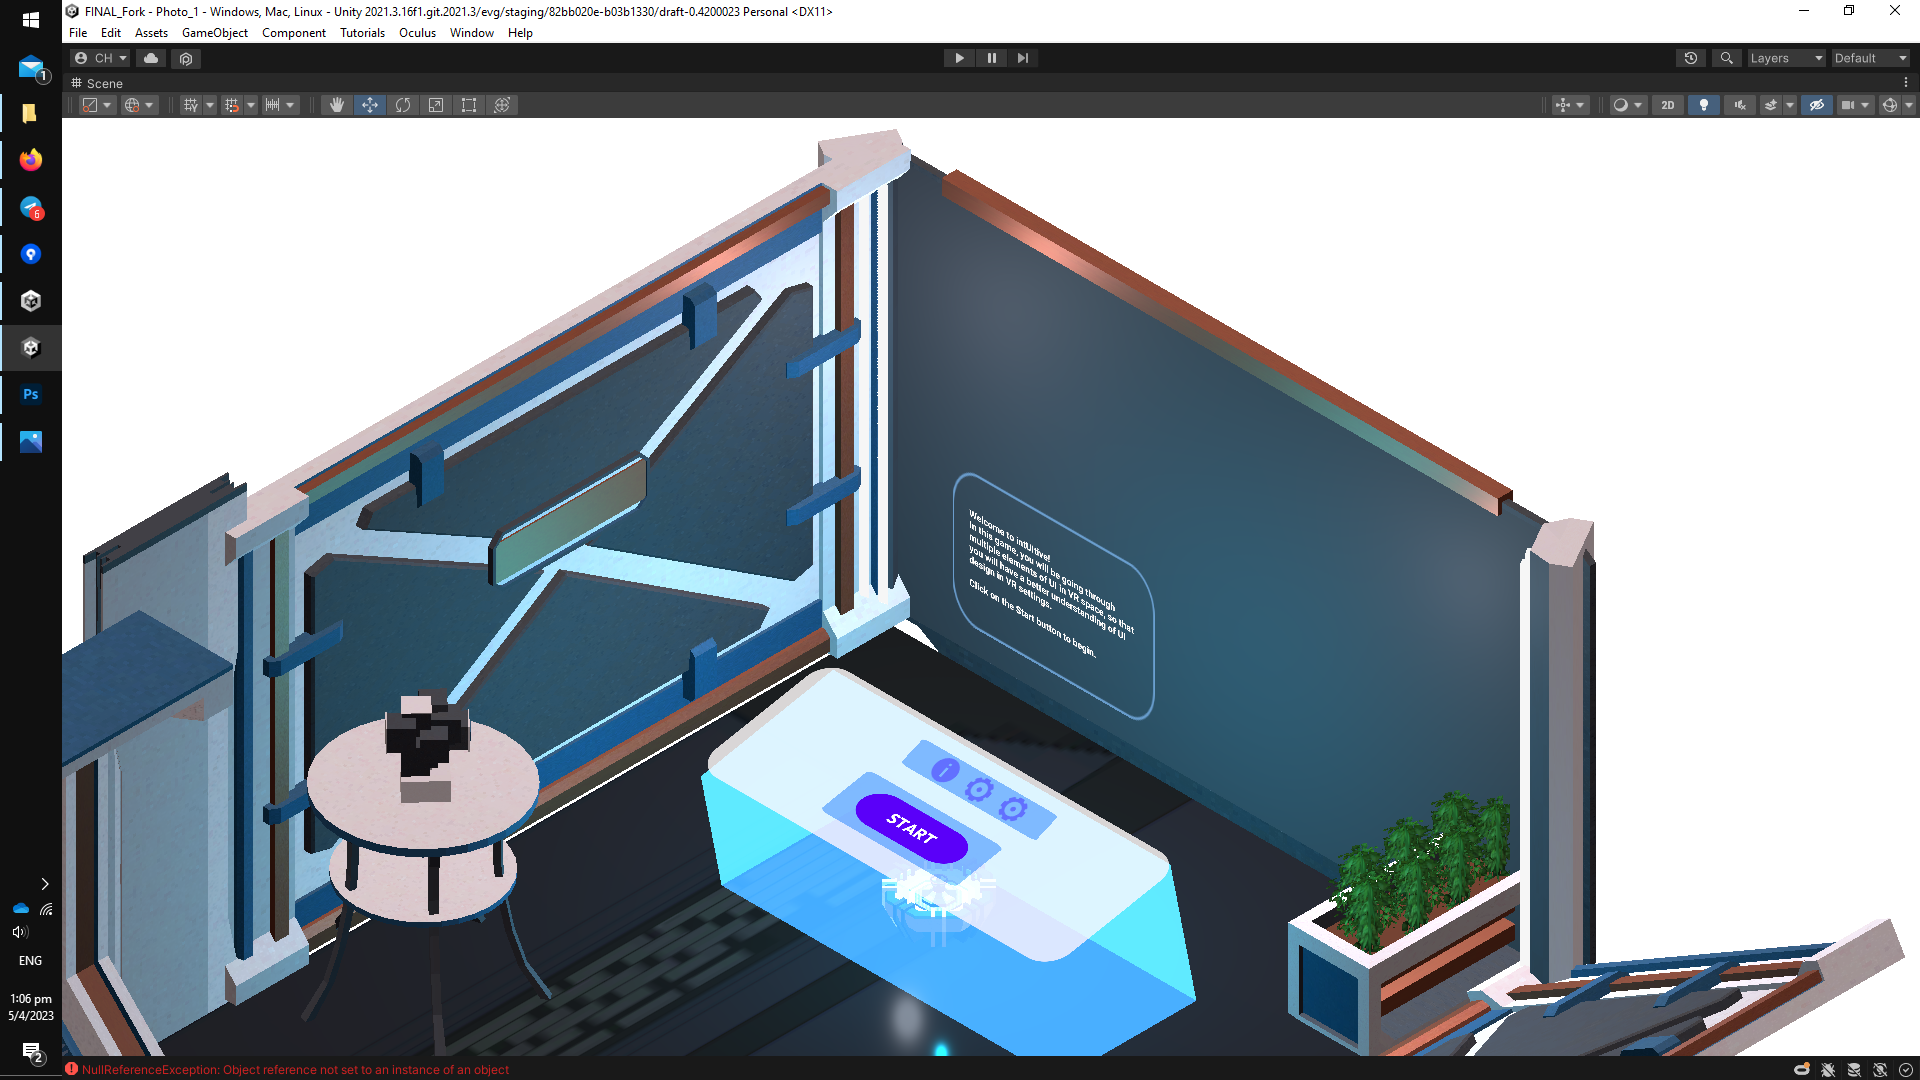 FINAL_Fork - Photo_1 - Windows, Mac, Linux - Unity 2021.3.16f1.git.2021.3/evg/staging/82bb020e-b03b1330/draft-0.4200023 Personal <DX11>
File Edit Assets GameObject Component Tutorials Oculus Window Help
CH
Layers
Default
Scene
2D
1
6
Ps
Welcome to intUItive!
In this game, you will be going through
multiple elements of UI in VR space, so that
you will have a better understanding of UI
design in VR settings.
Click on the Start button to begin.
i
START
ENG
1:06 pm
5/4/2023
2
NullReferenceException: Object reference not set to an instance of an object